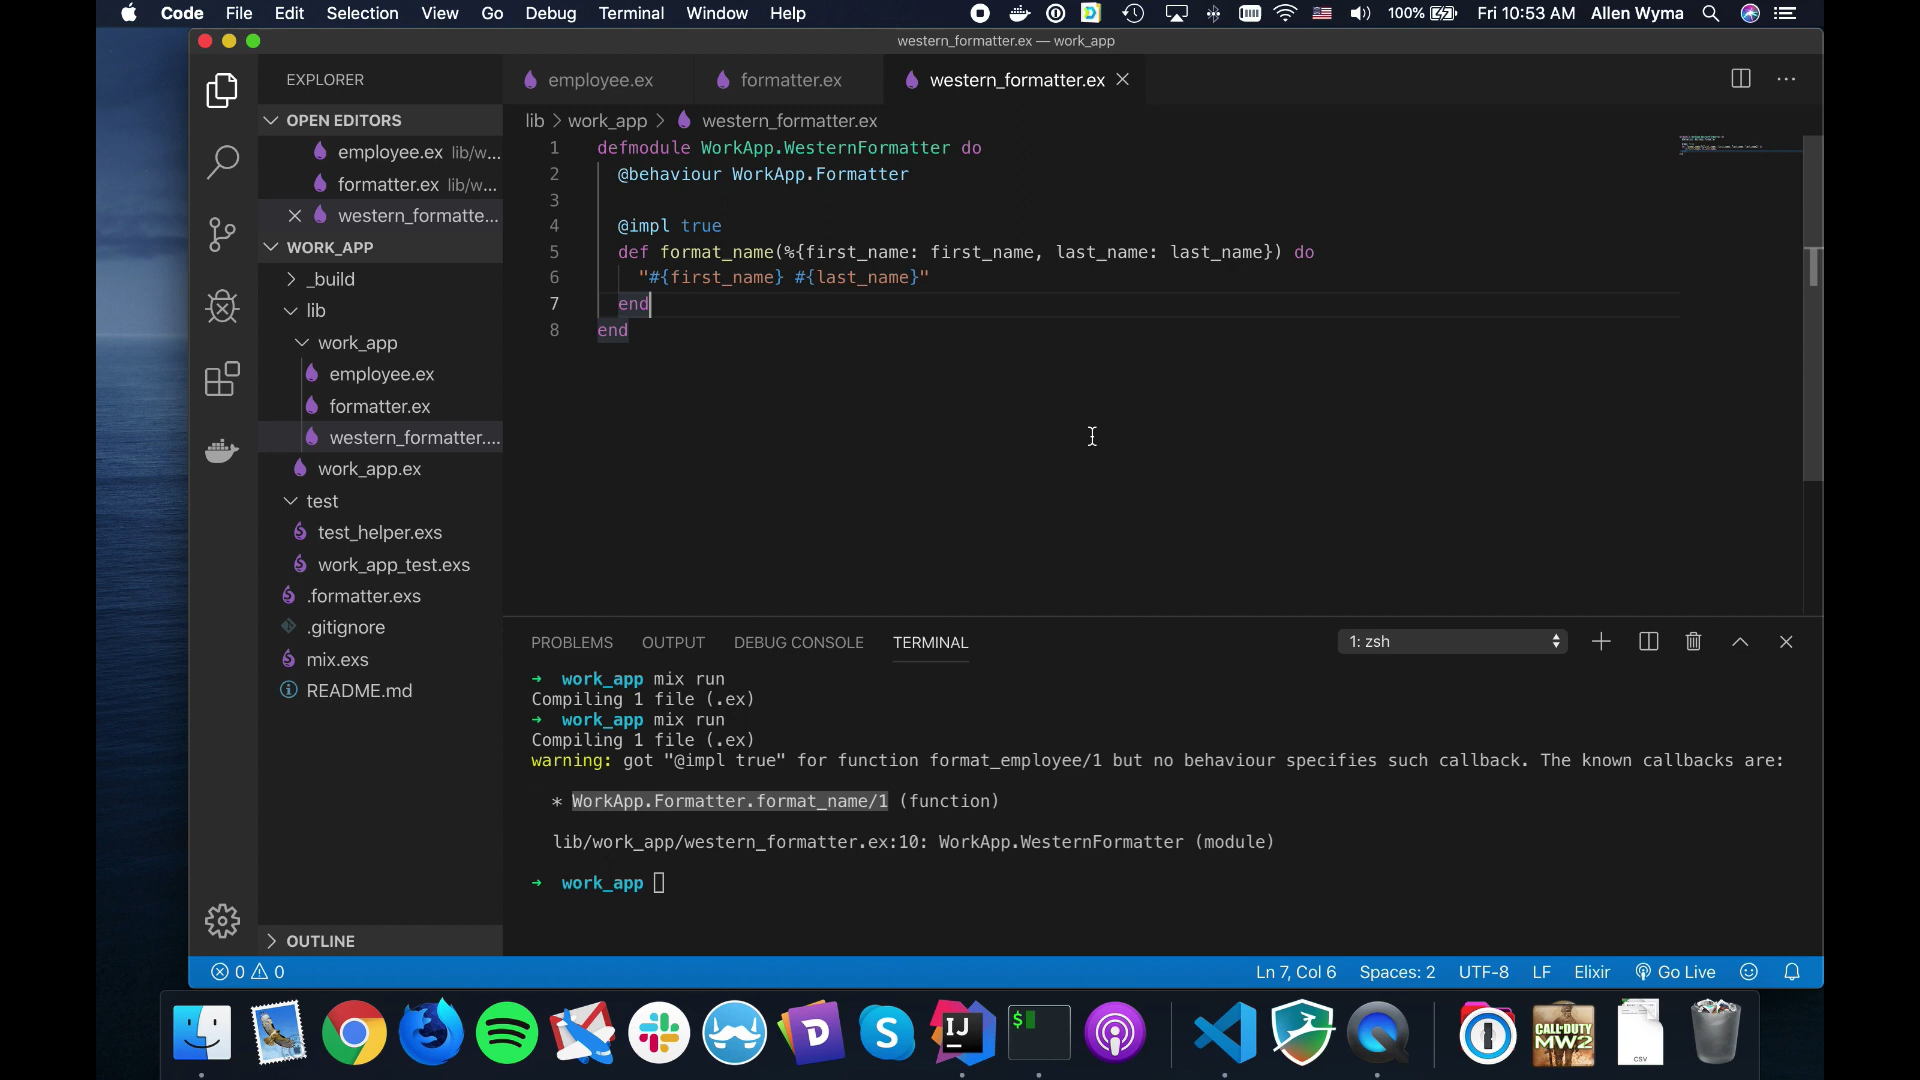 Code File Edit Selection View Go Debug Terminal Window Help 100% Fri 10:53 AM Allen Wyma
western_formatter.ex — work_app
EXPLORER
employee.ex formatter.ex western_formatter.ex
OPEN EDITORS
employee.ex lib/w...
formatter.ex lib/w...
western_formatte...
WORK_APP
_build
lib
work_app
employee.ex
formatter.ex
western_formatter....
work_app.ex
test
test_helper.exs
work_app_test.exs
.formatter.exs
.gitignore
mix.exs
README.md
OUTLINE
lib > work_app > western_formatter.ex
1 defmodule WorkApp.WesternFormatter do
2 @behaviour WorkApp.Formatter
3
4 @impl true
5 def format_name(%{first_name: first_name, last_name: last_name}) do
6 "#{first_name} #{last_name}"
7 end
8 end
PROBLEMS OUTPUT DEBUG CONSOLE TERMINAL 1: zsh
→ work_app mix run
Compiling 1 file (.ex)
→ work_app mix run
Compiling 1 file (.ex)
warning: got "@impl true" for function format_employee/1 but no behaviour specifies such callback. The known callbacks are:
* WorkApp.Formatter.format_name/1 (function)
lib/work_app/western_formatter.ex:10: WorkApp.WesternFormatter (module)
→ work_app
0 0 Ln 7, Col 6 Spaces: 2 UTF-8 LF Elixir Go Live
D S IJ $ CALL·DUTY MW2 CSV